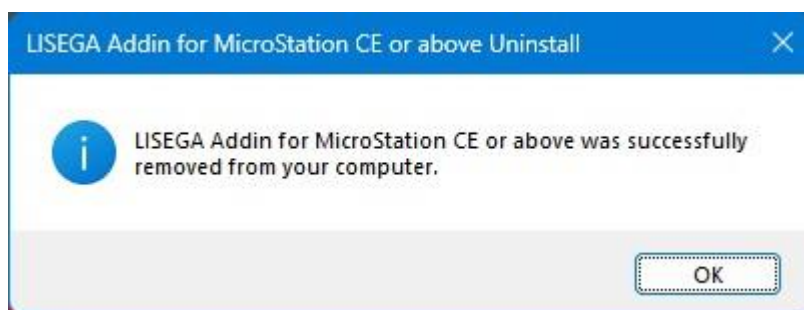 LISEGA Addin for MicroStation CE or above Uninstall
LISEGA Addin for MicroStation CE or above was successfully
removed from your computer.
OK